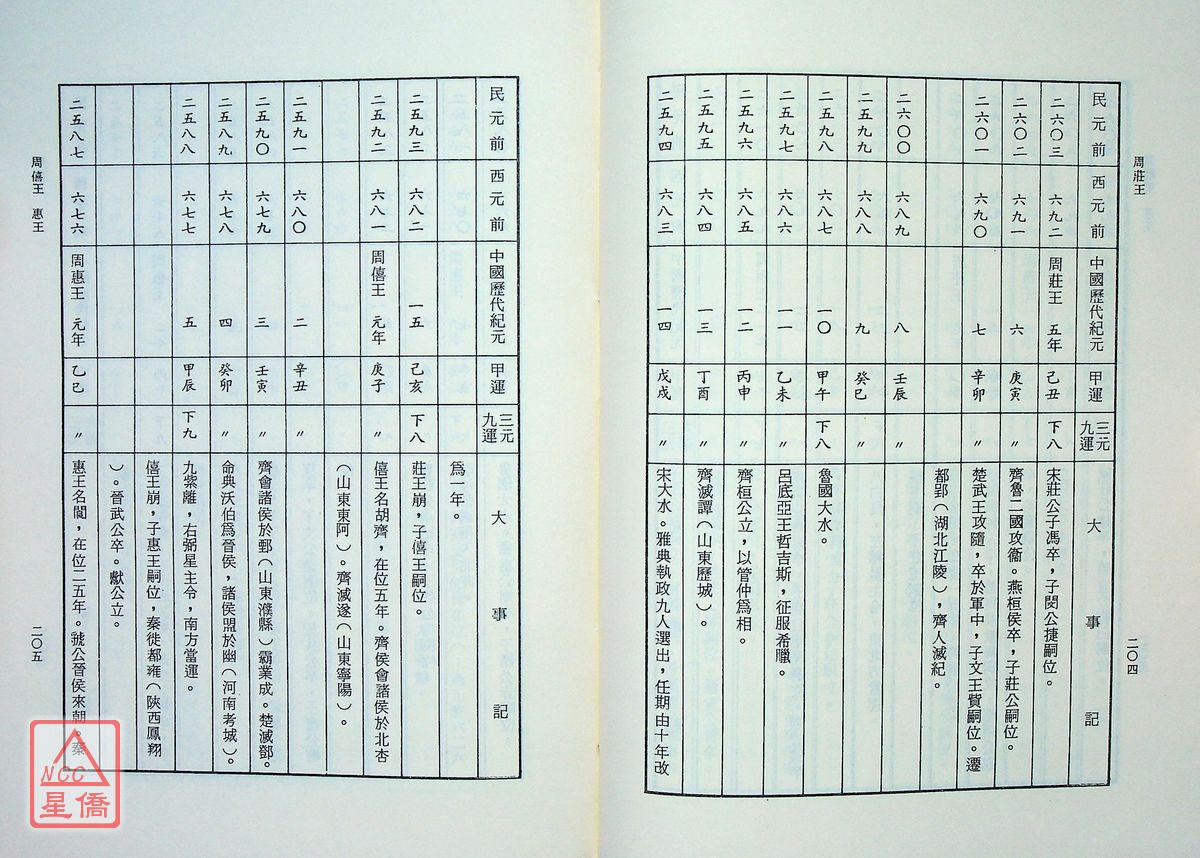 周莊王
二〇四
民元前 西元前 中國歷代紀元 甲運 三元九運 大事記
二六〇三 六九二 周莊王 五年 己丑 下八 宋莊公子馮卒，子閔公捷嗣位。
二六〇二 六九一 六 庚寅 〃 齊魯二國攻衞。燕桓侯卒，子莊公嗣位。
二六〇一 六九〇 七 辛卯 〃 楚武王攻隨，卒於軍中，子文王貲嗣位。遷
都郢（湖北江陵），齊人滅紀。
二六〇〇 六八九 八 壬辰 〃
二五九九 六八八 九 癸巳 〃
二五九八 六八七 一〇 甲午 下八 魯國大水。
二五九七 六八六 一一 乙未 〃 呂底亞王哲吉斯，征服希臘。
二五九六 六八五 一二 丙申 〃 齊桓公立，以管仲爲相。
二五九五 六八四 一三 丁酉 〃 齊滅譚（山東歷城）。
二五九四 六八三 一四 戊戌 〃 宋大水。雅典執政九人選出，任期由十年改
民元前 西元前 中國歷代紀元 甲運 三元九運 大事記
爲一年。
二五九三 六八二 一五 己亥 下八 莊王崩，子僖王嗣位。
二五九二 六八一 周僖王 元年 庚子 〃 僖王名胡齊，在位五年。齊侯會諸侯於北杏
（山東東阿）。齊滅遂（山東寧陽）。
二五九一 六八〇 二 辛丑 〃
二五九〇 六七九 三 壬寅 〃 齊會諸侯於鄄（山東濮縣）霸業成。楚滅鄧。
二五八九 六七八 四 癸卯 〃 命典沃伯爲晉侯，諸侯盟於幽（河南考城）。
二五八八 六七七 五 甲辰 下九 九紫離，右弼星主令，南方當運。
僖王崩，子惠王嗣位，秦徙都雍（陝西鳳翔
）。晉武公卒。獻公立。
二五八七 六七六 周惠王 元年 乙巳 〃 惠王名閬，在位二五年。虢公晉侯來朝。秦
周僖王 惠王
二〇五
NCC
星僑